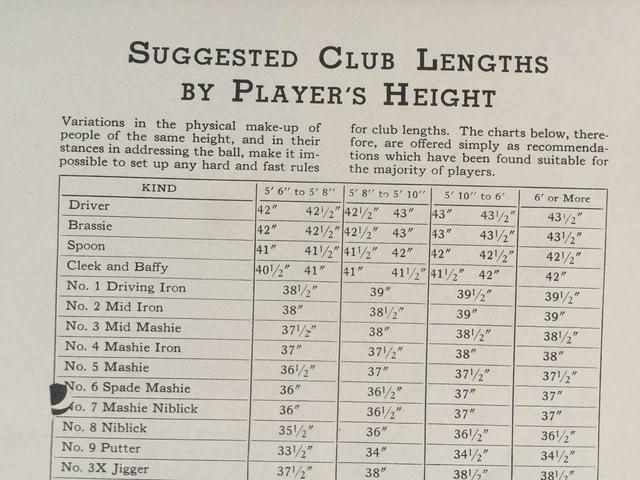 SUGGESTED CLUB LENGTHS
BY PLAYER'S HEIGHT
Variations in the physical make-up of
people of the same height, and in their
stances in addressing the ball, make it im-
possible to set up any hard and fast rules
for club lengths. The charts below, there-
fore, are offered simply as recommenda-
tions which have been found suitable for
the majority of players.
KIND 5' 6" to 5' 8" 5' 8" to 5' 10" 5' 10" to 6' 6' or More
Driver 42" 42½" 42½" 43" 43" 43½" 43½"
Brassie 42" 42½" 42½" 43" 43" 43½" 43½"
Spoon 41" 41½" 41½" 42" 42" 42½" 42½"
Cleek and Baffy 40½" 41" 41" 41½" 41½" 42" 42"
No. 1 Driving Iron 38½" 39" 39½" 39½"
No. 2 Mid Iron 38" 38½" 39" 39"
No. 3 Mid Mashie 37½" 38" 38½" 38½"
No. 4 Mashie Iron 37" 37½" 38" 38"
No. 5 Mashie 36½" 37" 37½" 37½"
No. 6 Spade Mashie 36" 36½" 37" 37"
No. 7 Mashie Niblick 36" 36½" 37" 37"
No. 8 Niblick 35½" 36" 36½" 36½"
No. 9 Putter 33½" 34" 34½" 34½"
No. 3X Jigger 37½" 38" 38½" 38½"